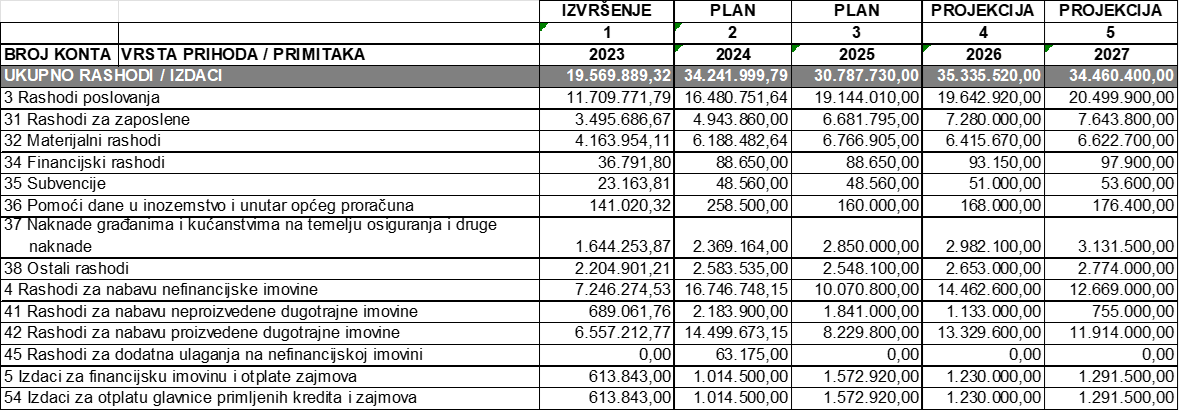 IZVRŠENJE PLAN PLAN PROJEKCIJA PROJEKCIJA
1 2 3 4 5
BROJ KONTA VRSTA PRIHODA / PRIMITAKA 2023 2024 2025 2026 2027
UKUPNO RASHODI / IZDACI 19.569.889,32 34.241.999,79 30.787.730,00 35.335.520,00 34.460.400,00
3 Rashodi poslovanja 11.709.771,79 16.480.751,64 19.144.010,00 19.642.920,00 20.499.900,00
31 Rashodi za zaposlene 3.495.686,67 4.943.860,00 6.681.795,00 7.280.000,00 7.643.800,00
32 Materijalni rashodi 4.163.954,11 6.188.482,64 6.766.905,00 6.415.670,00 6.622.700,00
34 Financijski rashodi 36.791,80 88.650,00 88.650,00 93.150,00 97.900,00
35 Subvencije 23.163,81 48.560,00 48.560,00 51.000,00 53.600,00
36 Pomoći dane u inozemstvo i unutar općeg proračuna 141.020,32 258.500,00 160.000,00 168.000,00 176.400,00
37 Naknade građanima i kućanstvima na temelju osiguranja i druge
naknade 1.644.253,87 2.369.164,00 2.850.000,00 2.982.100,00 3.131.500,00
38 Ostali rashodi 2.204.901,21 2.583.535,00 2.548.100,00 2.653.000,00 2.774.000,00
4 Rashodi za nabavu nefinancijske imovine 7.246.274,53 16.746.748,15 10.070.800,00 14.462.600,00 12.669.000,00
41 Rashodi za nabavu neproizvedene dugotrajne imovine 689.061,76 2.183.900,00 1.841.000,00 1.133.000,00 755.000,00
42 Rashodi za nabavu proizvedene dugotrajne imovine 6.557.212,77 14.499.673,15 8.229.800,00 13.329.600,00 11.914.000,00
45 Rashodi za dodatna ulaganja na nefinancijskoj imovini 0,00 63.175,00 0,00 0,00 0,00
5 Izdaci za financijsku imovinu i otplate zajmova 613.843,00 1.014.500,00 1.572.920,00 1.230.000,00 1.291.500,00
54 Izdaci za otplatu glavnice primljenih kredita i zajmova 613.843,00 1.014.500,00 1.572.920,00 1.230.000,00 1.291.500,00